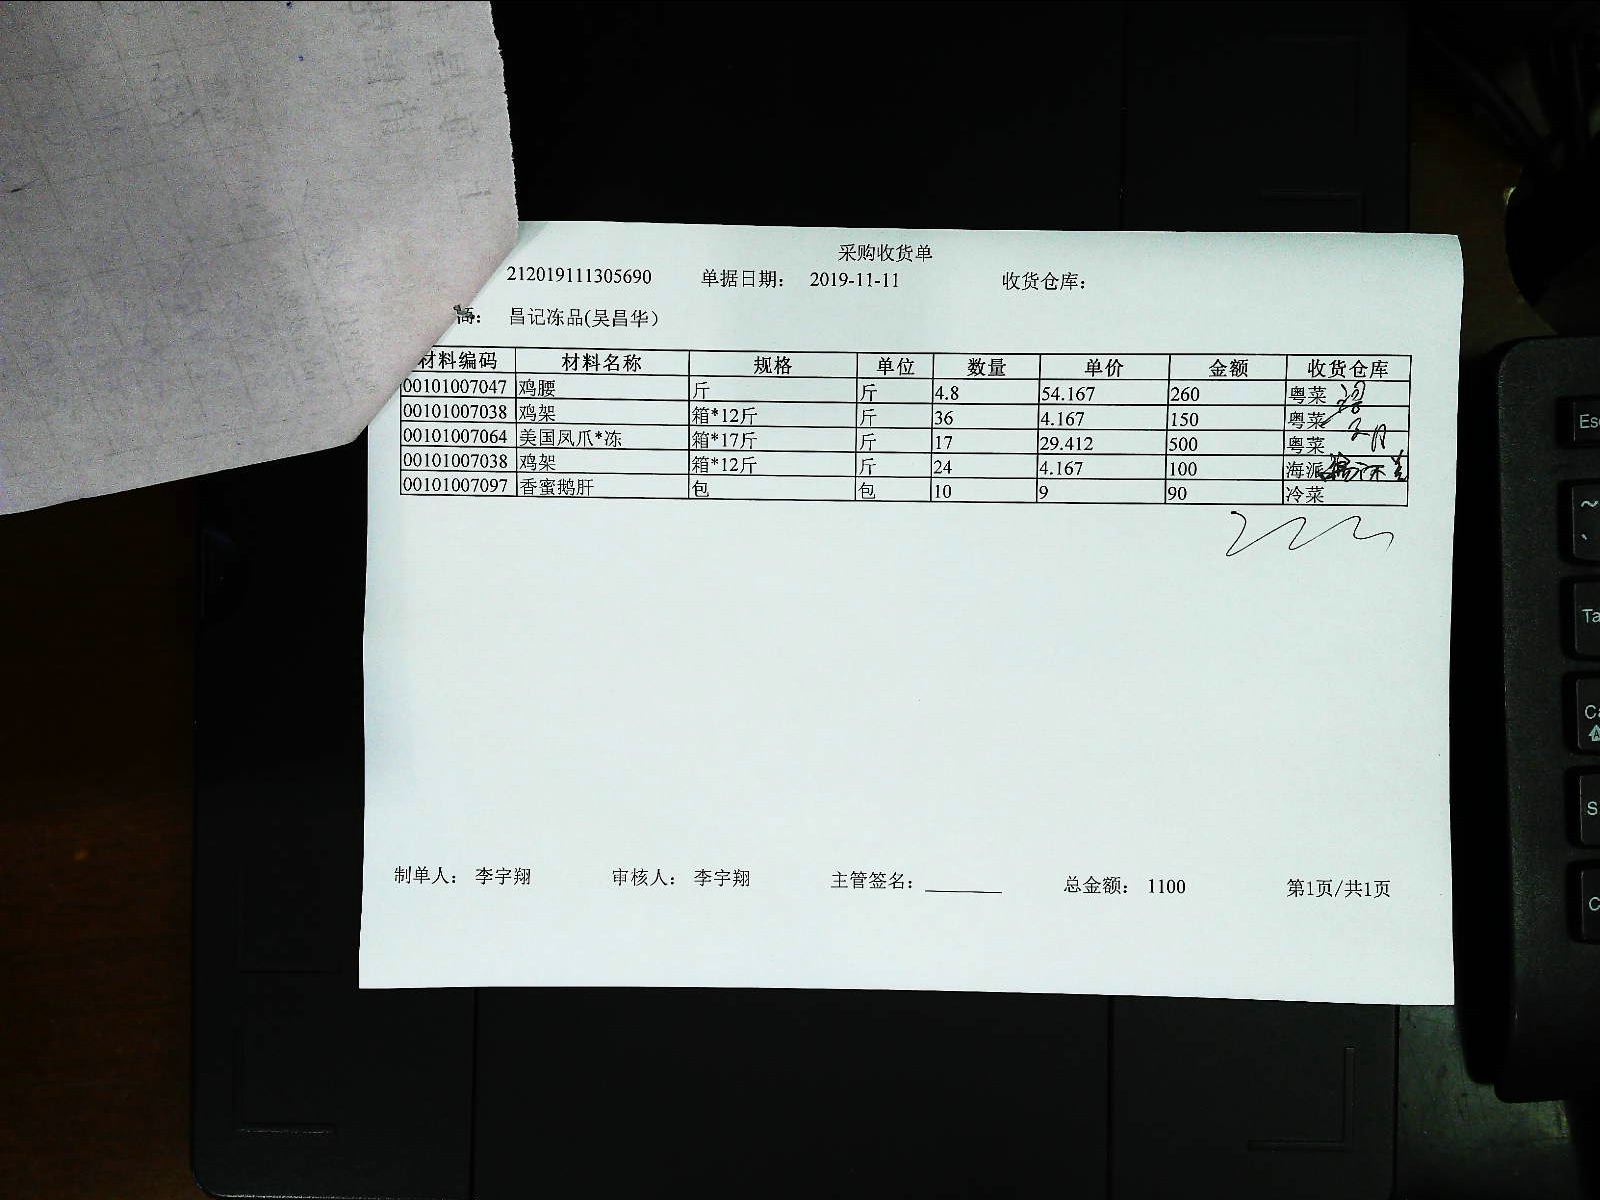 采购收货单
212019111305690 单据日期: 2019-11-11 收货仓库:
商: 昌记冻品(吴昌华)
材料编码 材料名称 规格 单位 数量 单价 金额 收货仓库
00101007047 鸡腰 斤 斤 4.8 54.167 260 粤菜
00101007038 鸡架 箱*12斤 斤 36 4.167 150 粤菜
00101007064 美国凤爪*冻 箱*17斤 斤 17 29.412 500 粤菜
00101007038 鸡架 箱*12斤 斤 24 4.167 100 海派
00101007097 香蜜鹅肝 包 包 10 9 90 冷菜
制单人: 李宇翔 审核人: 李宇翔 主管签名: 总金额: 1100 第1页/共1页
Esc
~
`